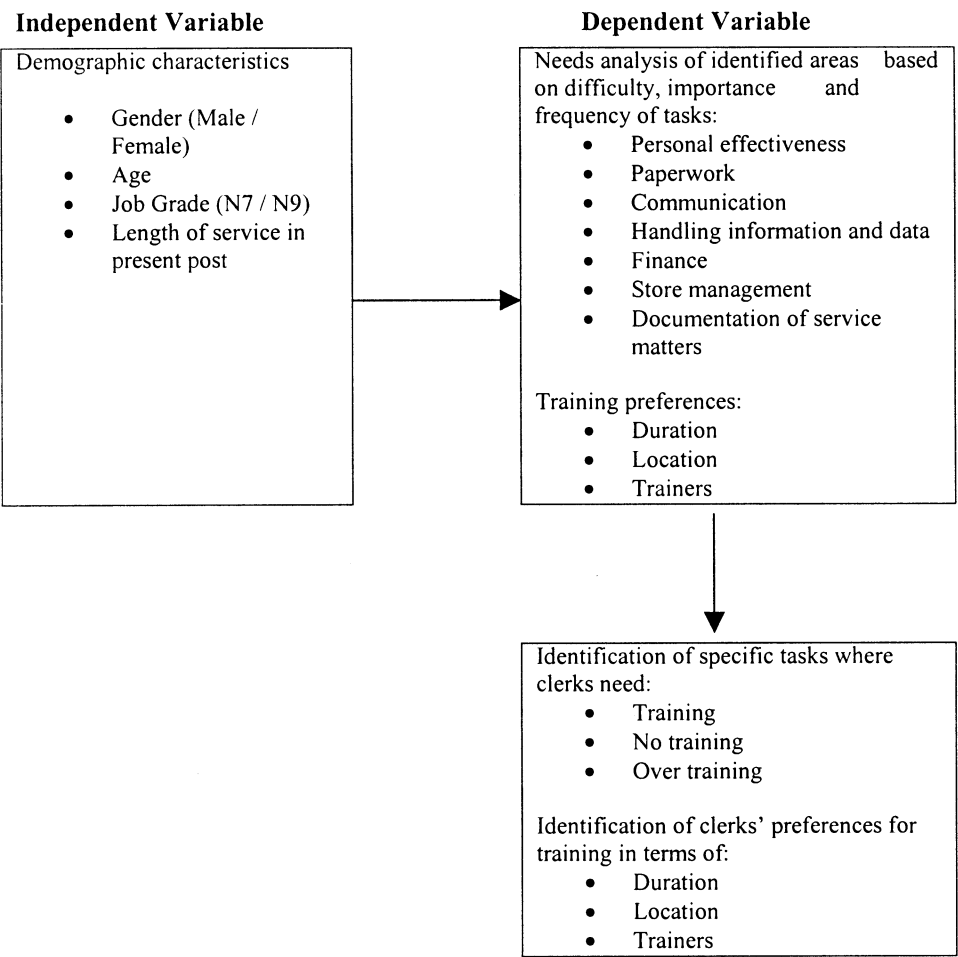 Independent Variable
Demographic characteristics
• Gender (Male /
Female)
• Age
• Job Grade (N7 / N9)
• Length of service in
present post
Dependent Variable
Needs analysis of identified areas based
on difficulty, importance and
frequency of tasks:
• Personal effectiveness
• Paperwork
• Communication
• Handling information and data
• Finance
• Store management
• Documentation of service
matters
Training preferences:
• Duration
• Location
• Trainers
Identification of specific tasks where
clerks need:
• Training
• No training
• Over training
Identification of clerks' preferences for
training in terms of:
• Duration
• Location
• Trainers